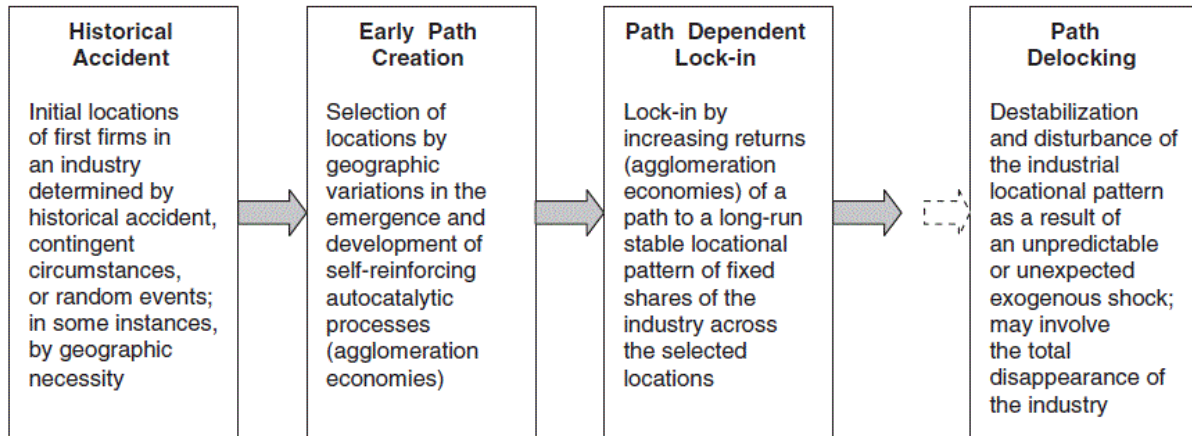 Historical
Accident
Initial locations
of first firms in
an industry
determined by
historical accident,
contingent
circumstances,
or random events;
in some instances,
by geographic
necessity
Early Path
Creation
Selection of
locations by
geographic
variations in the
emergence and
development of
self-reinforcing
autocatalytic
processes
(agglomeration
economies)
Path Dependent
Lock-in
Lock-in by
increasing returns
(agglomeration
economies) of a
path to a long-run
stable locational
pattern of fixed
shares of the
industry across
the selected
locations
Path
Delocking
Destabilization
and disturbance of
the industrial
locational pattern
as a result of
an unpredictable
or unexpected
exogenous shock;
may involve
the total
disappearance of
the industry